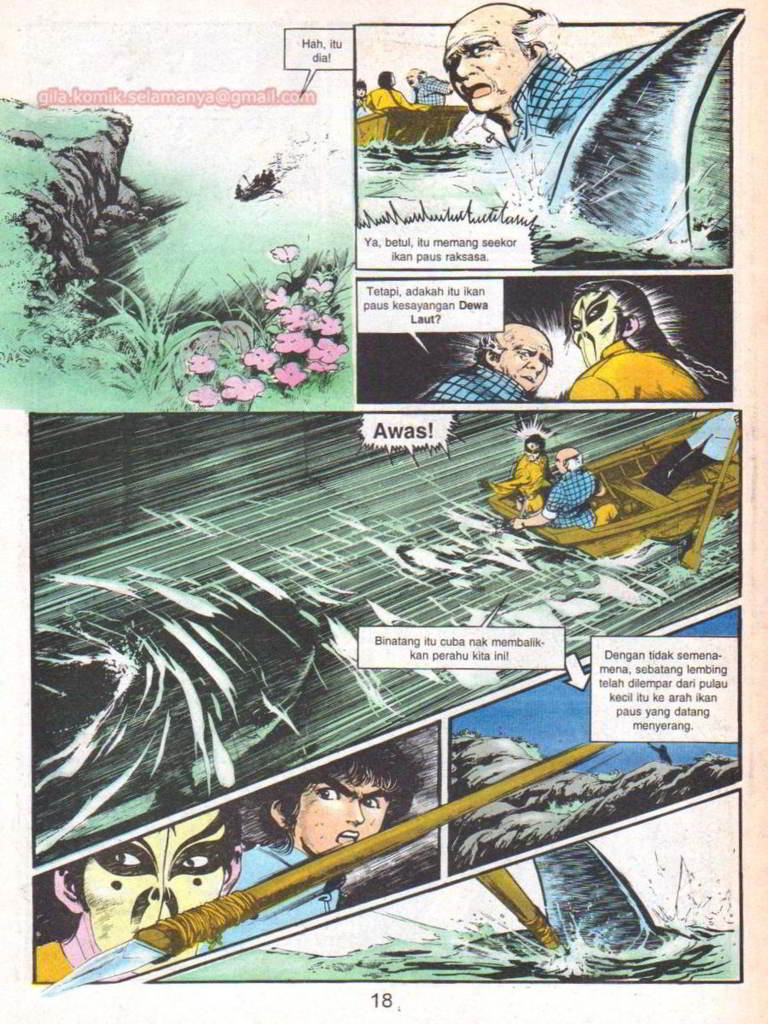 Hah, itu
dia!
gila.komik.selamanya@gmail.com
Ya, betul, itu memang seekor
ikan paus raksasa.
Tetapi, adakah itu ikan
paus kesayangan Dewa
Laut?
Awas!
Binatang itu cuba nak membalik-
kan perahu kita ini!
Dengan tidak semena-
mena, sebatang lembing
telah dilempar dari pulau
kecil itu ke arah ikan
paus yang datang
menyerang.
18